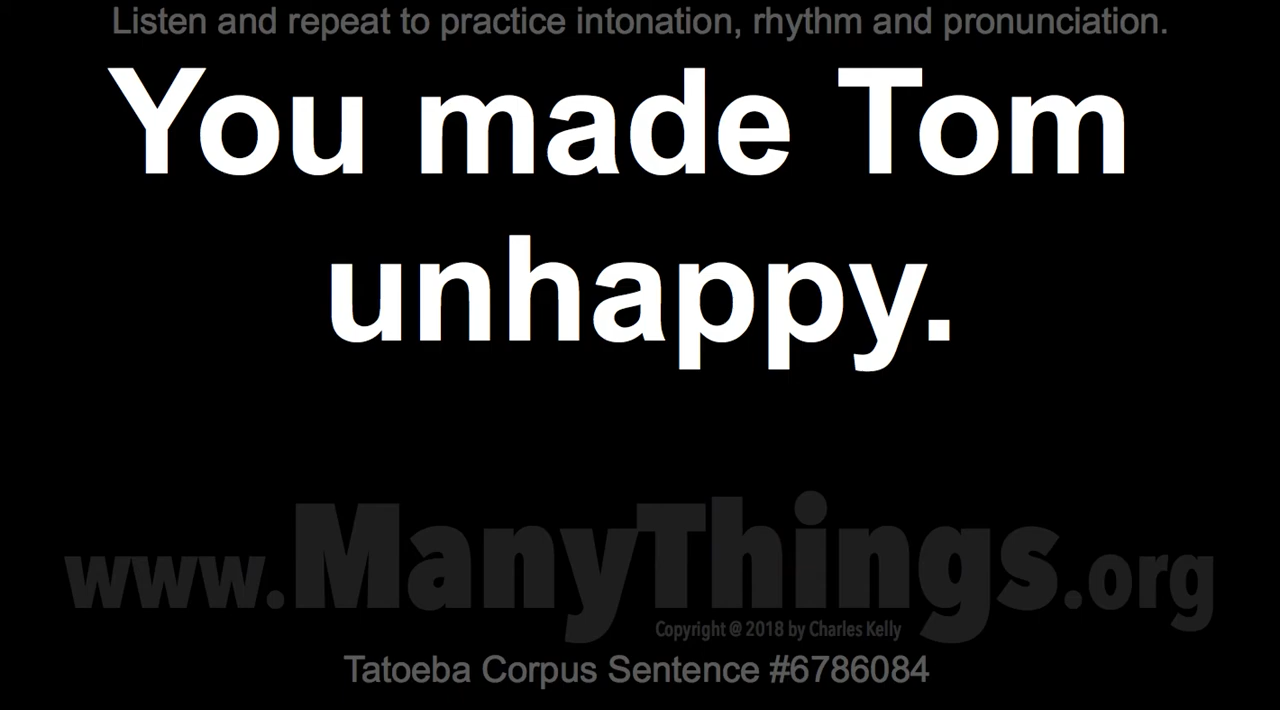 Listen and repeat to practice intonation, rhythm and pronunciation.
You made Tom
unhappy.
www.ManyThings.org
Copyright @ 2018 by Charles Kelly
Tatoeba Corpus Sentence #6786084